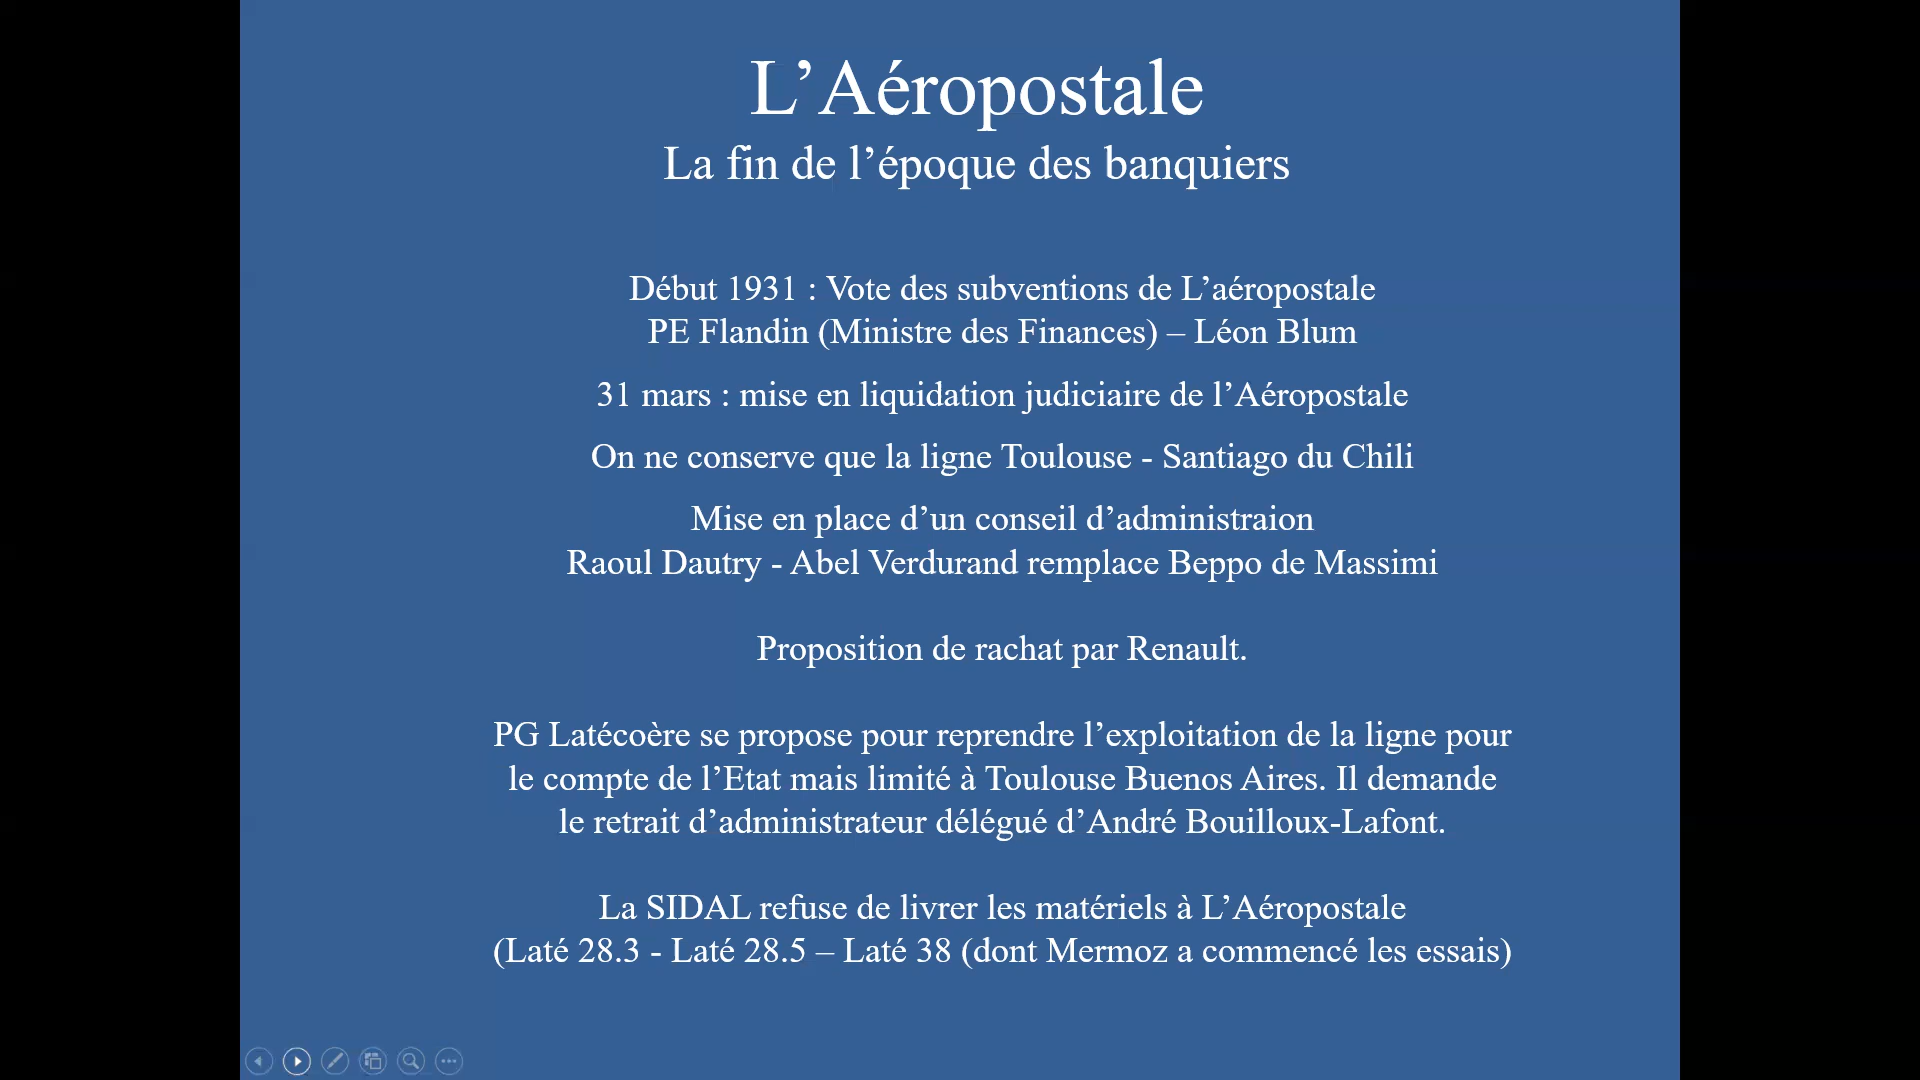 L’Aéropostale
La fin de l’époque des banquiers
Début 1931 : Vote des subventions de L’aéropostale
PE Flandin (Ministre des Finances) – Léon Blum
31 mars : mise en liquidation judiciaire de l’Aéropostale
On ne conserve que la ligne Toulouse - Santiago du Chili
Mise en place d’un conseil d’administraion
Raoul Dautry - Abel Verdurand remplace Beppo de Massimi
Proposition de rachat par Renault.
PG Latécoère se propose pour reprendre l’exploitation de la ligne pour
le compte de l’Etat mais limité à Toulouse Buenos Aires. Il demande
le retrait d’administrateur délégué d’André Bouilloux-Lafont.
La SIDAL refuse de livrer les matériels à L’Aéropostale
(Laté 28.3 - Laté 28.5 – Laté 38 (dont Mermoz a commencé les essais)